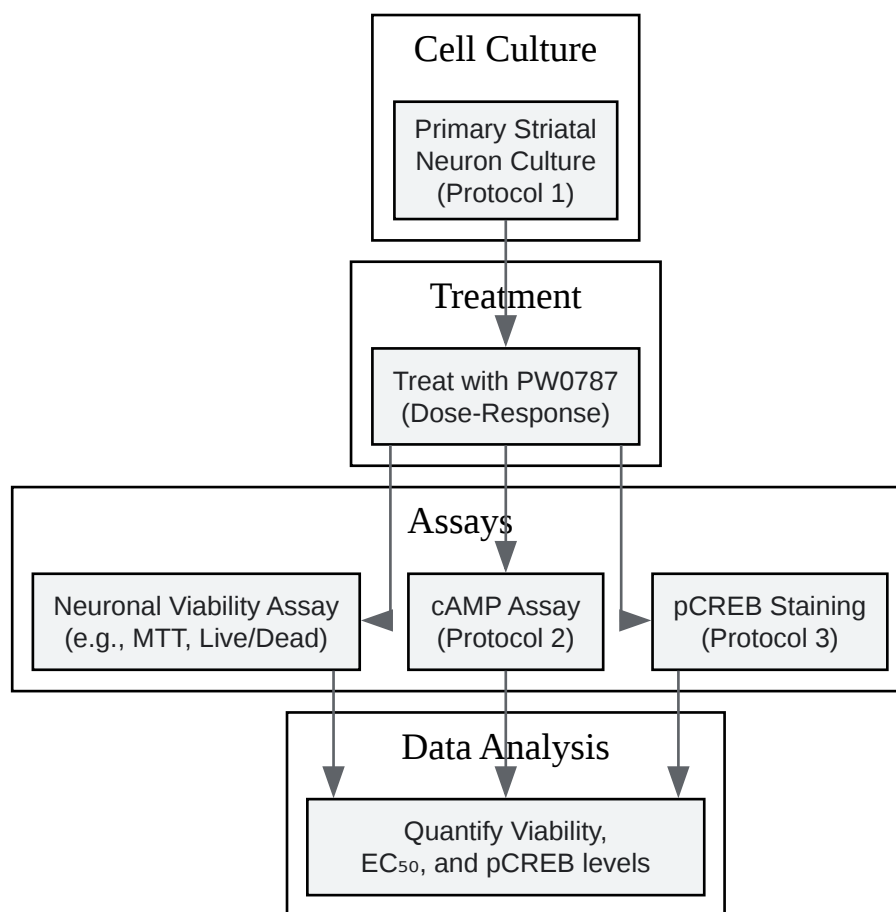 Cell Culture
Primary Striatal
Neuron Culture
(Protocol 1)
Treatment
Treat with PW0787
(Dose-Response)
Assays
Neuronal Viability Assay
(e.g., MTT, Live/Dead)
cAMP Assay
(Protocol 2)
pCREB Staining
(Protocol 3)
Data Analysis
Quantify Viability,
EC₅₀, and pCREB levels